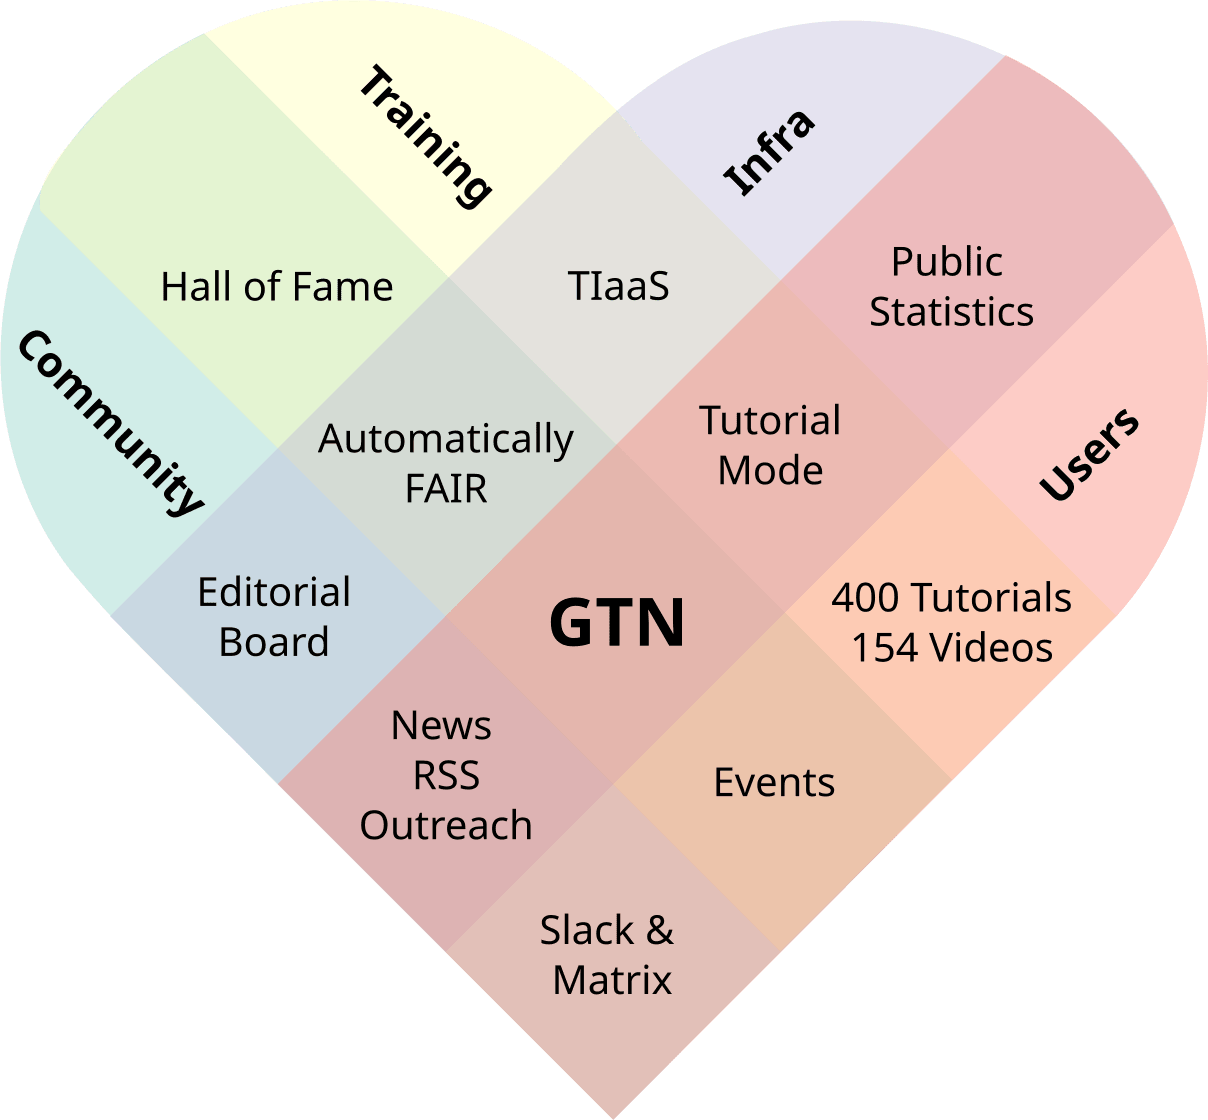 Training
Infra
Hall of Fame
TIaaS
Public
Statistics
Community
Automatically
FAIR
Tutorial
Mode
Users
Editorial
Board
GTN
400 Tutorials
154 Videos
News
RSS
Outreach
Events
Slack &
Matrix